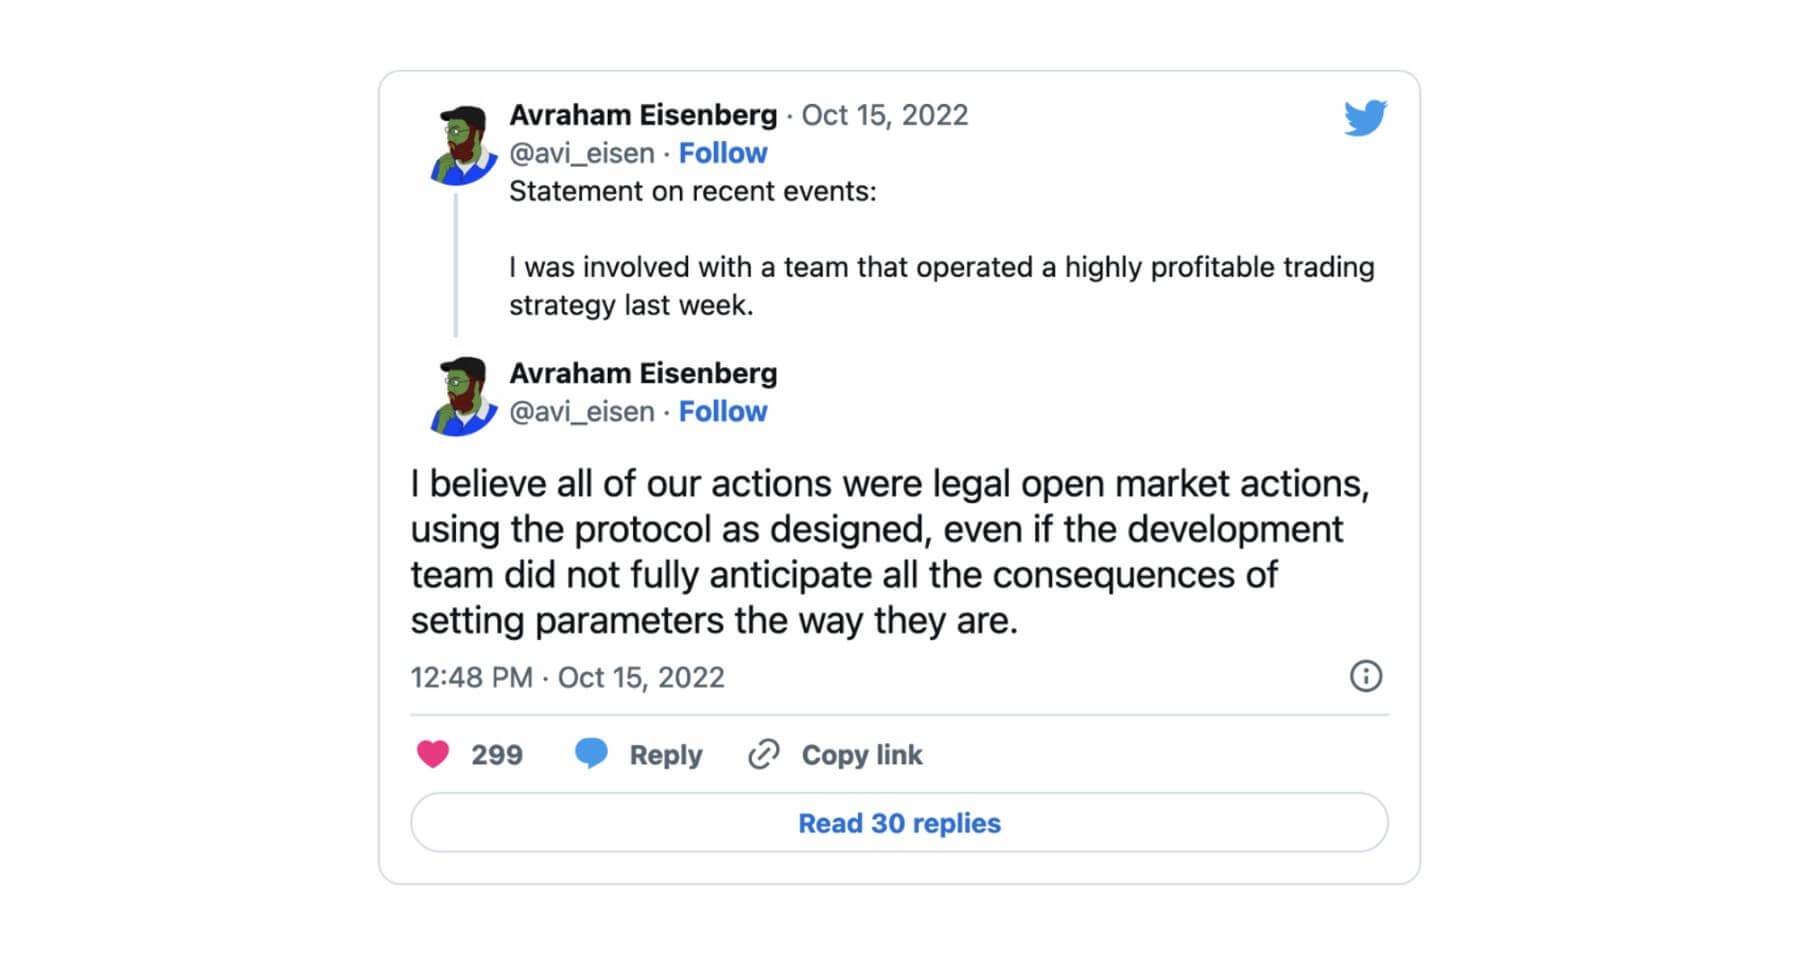 Avraham Eisenberg · Oct 15, 2022
@avi_eisen · Follow
Statement on recent events:
I was involved with a team that operated a highly profitable trading
strategy last week.
Avraham Eisenberg
@avi_eisen · Follow
I believe all of our actions were legal open market actions,
using the protocol as designed, even if the development
team did not fully anticipate all the consequences of
setting parameters the way they are.
12:48 PM · Oct 15, 2022
299 Reply Copy link
Read 30 replies